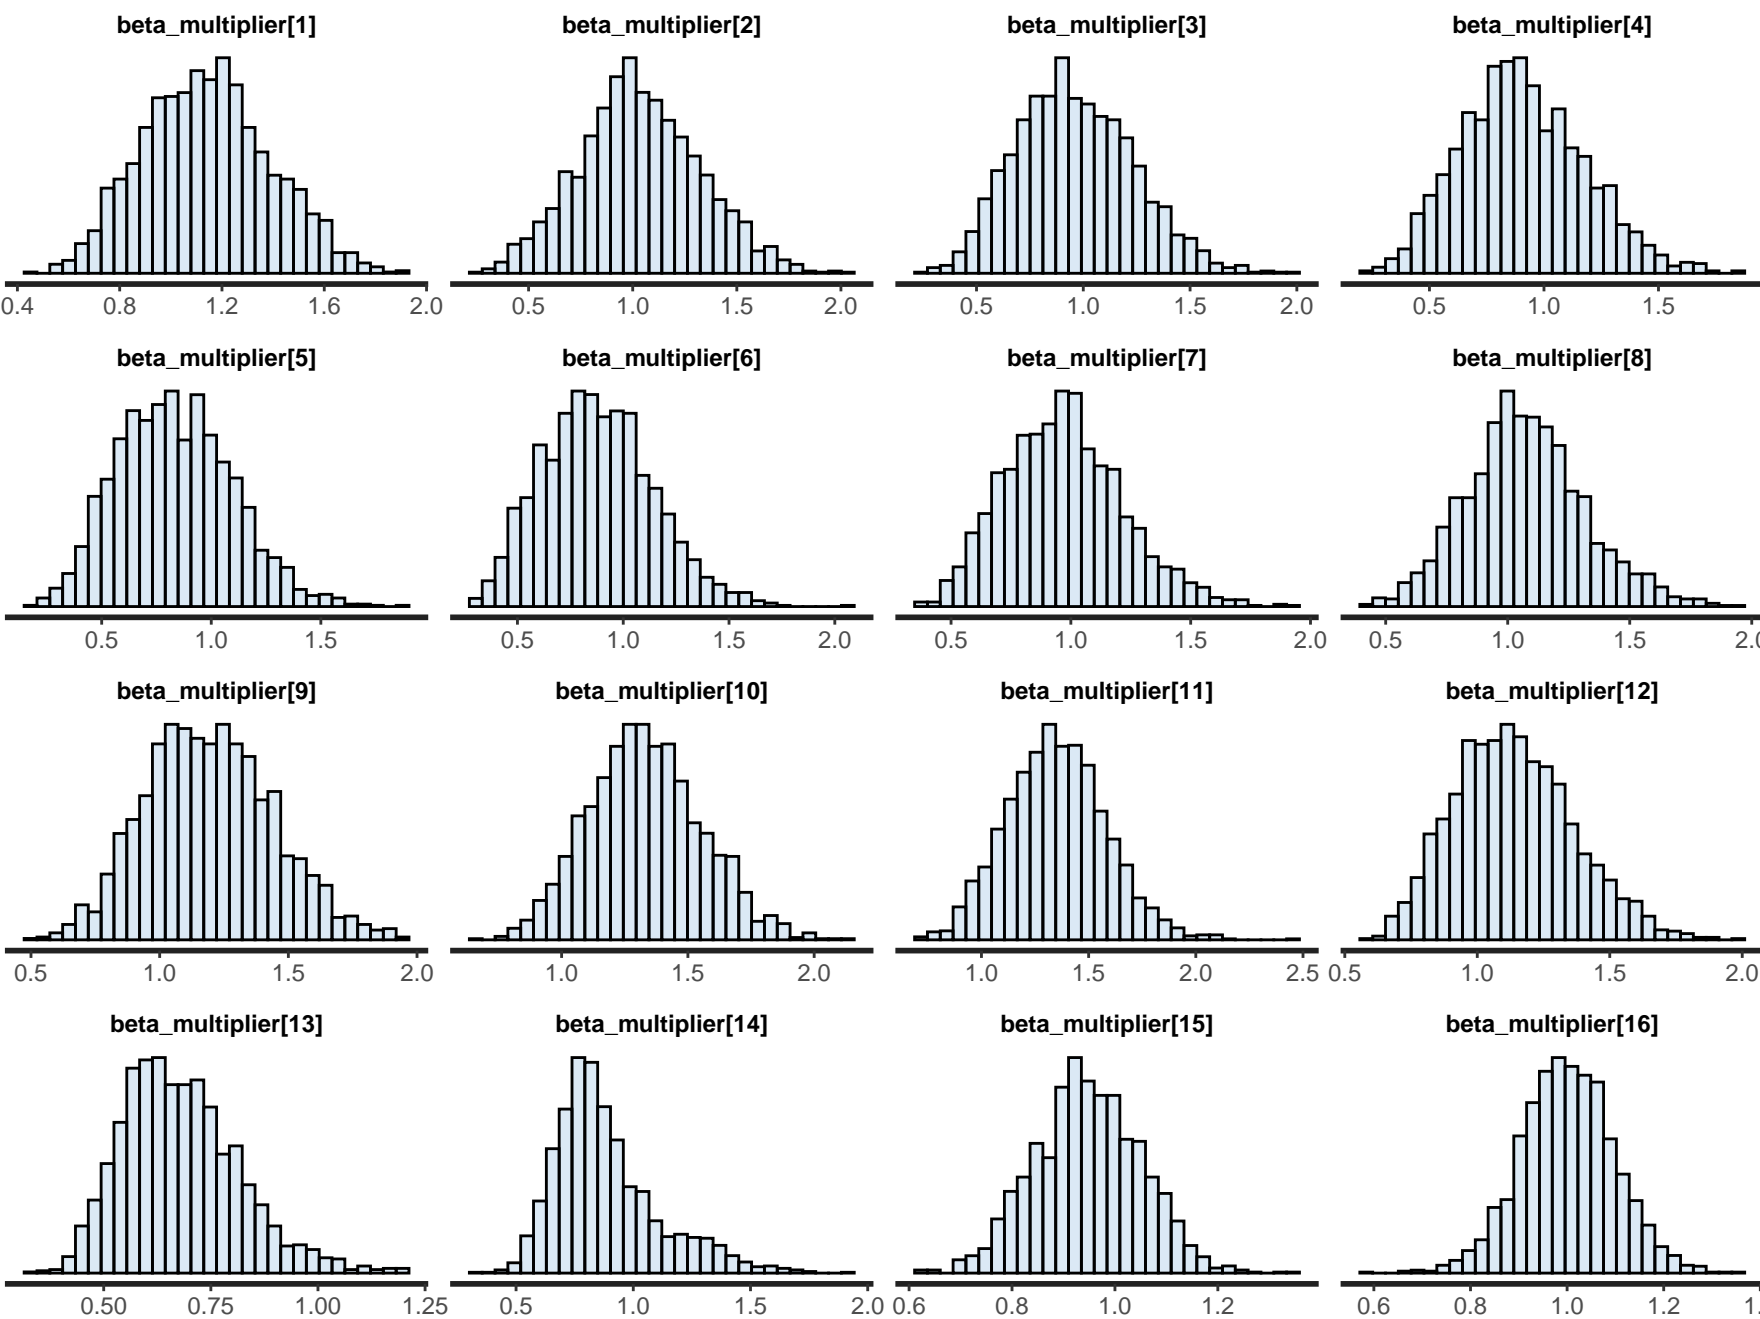 beta_multiplier[1] beta_multiplier[2] beta_multiplier[3] beta_multiplier[4]
0.4 0.8 1.2 1.6 2.0 0.5 1.0 1.5 2.0 0.5 1.0 1.5 2.0 0.5 1.0 1.5
beta_multiplier[5] beta_multiplier[6] beta_multiplier[7] beta_multiplier[8]
0.5 1.0 1.5 0.5 1.0 1.5 2.0 0.5 1.0 1.5 2.0 0.5 1.0 1.5 2.0
beta_multiplier[9] beta_multiplier[10] beta_multiplier[11] beta_multiplier[12]
0.5 1.0 1.5 2.0 1.0 1.5 2.0 1.0 1.5 2.0 2.5 0.5 1.0 1.5 2.0
beta_multiplier[13] beta_multiplier[14] beta_multiplier[15] beta_multiplier[16]
0.50 0.75 1.00 1.25 0.5 1.0 1.5 2.0 0.6 0.8 1.0 1.2 0.6 0.8 1.0 1.2